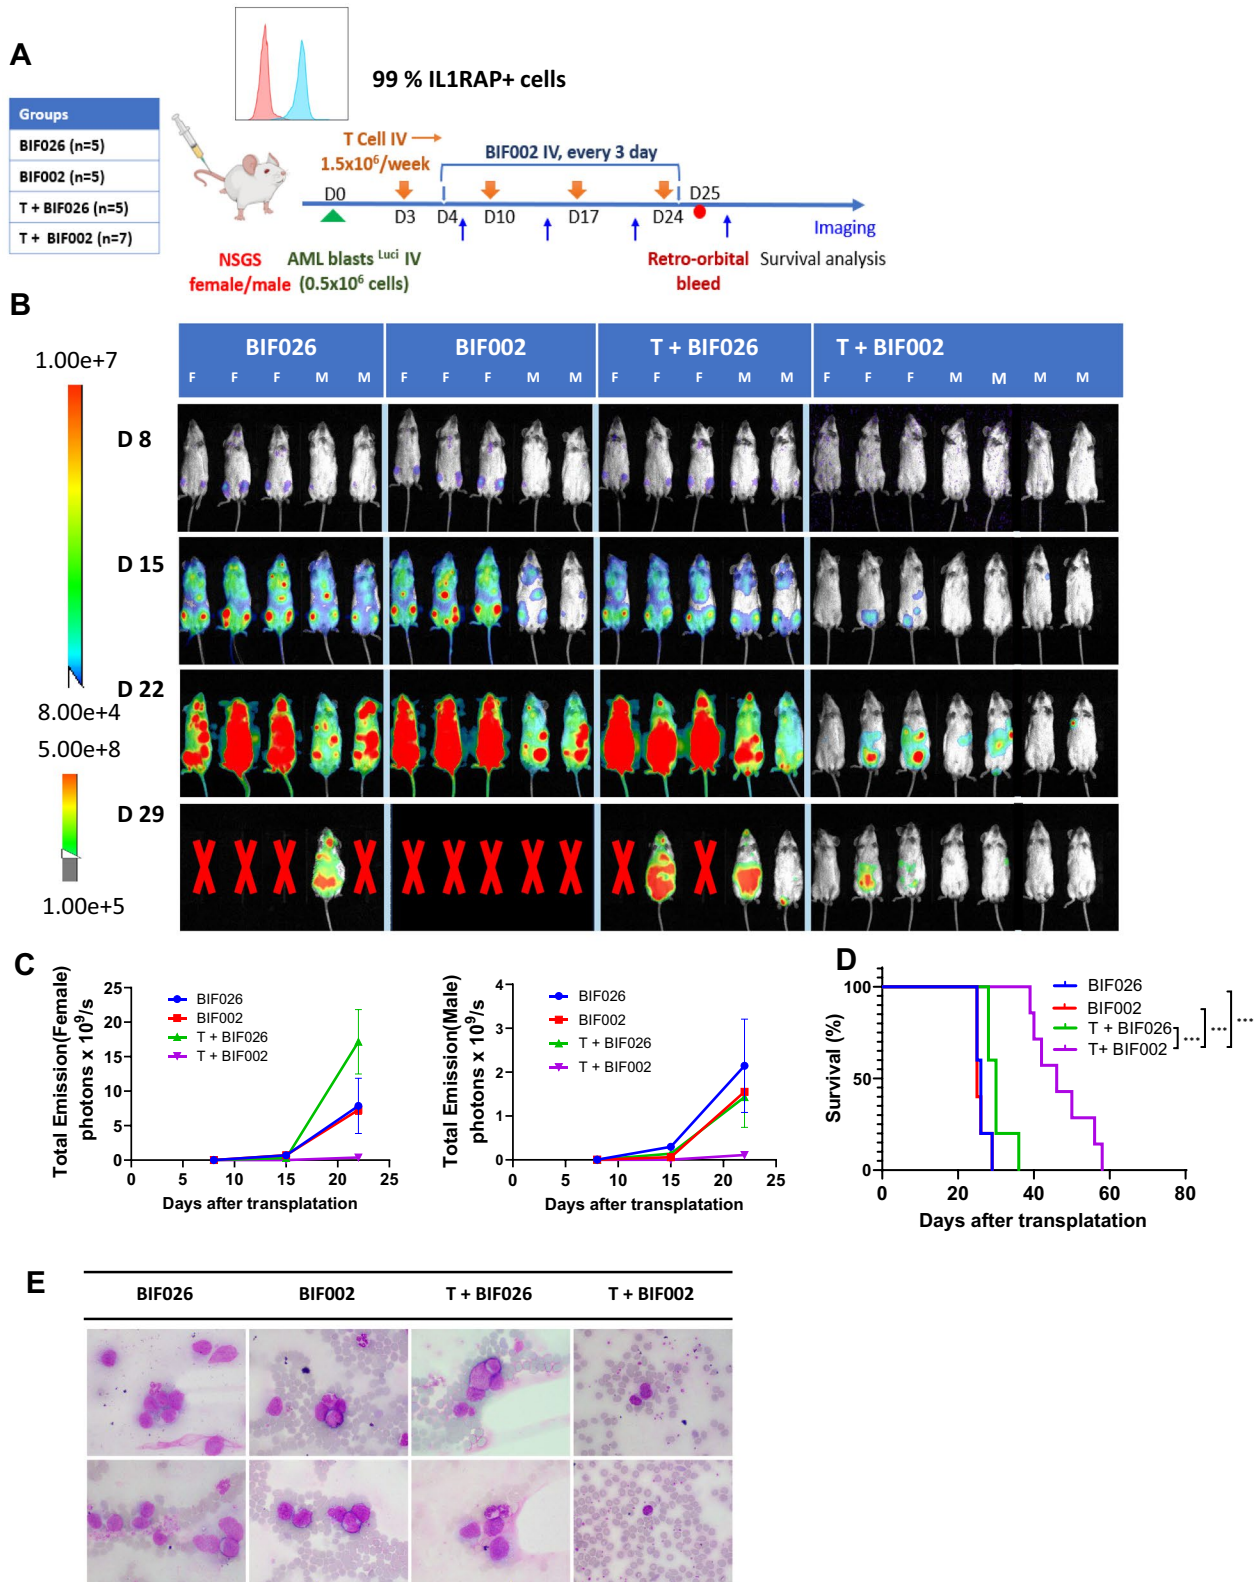 A
99 % IL1RAP+ cells
Groups
BIF026 (n=5)
BIF002 (n=5)
T + BIF026 (n=5)
T + BIF002 (n=7)
T Cell IV
1.5x10⁶/week
BIF002 IV, every 3 day
D0
D3
D4
D10
D17
D24
D25
Imaging
NSGS
female/male
AML blasts ᴸᵘᶜⁱ IV
(0.5x10⁶ cells)
Retro-orbital
bleed
Survival analysis
B
1.00e+7
8.00e+4
5.00e+8
1.00e+5
BIF026 BIF002 T + BIF026 T + BIF002
F F F M M F F F M M F F F M M F F F M M M M
D 8
D 15
D 22
D 29
C
Total Emission(Female)
photons x 10⁹/s
25
20
15
10
5
0
BIF026
BIF002
T + BIF026
T + BIF002
0 5 10 15 20 25
Days after transplatation
Total Emission(Male)
photons x 10⁹/s
4
3
2
1
0
BIF026
BIF002
T + BIF026
T + BIF002
0 5 10 15 20 25
Days after transplatation
D
Survival (%)
100
50
0
BIF026
BIF002
T + BIF026
T+ BIF002
...
...
...
0 20 40 60 80
Days after transplatation
E
BIF026 BIF002 T + BIF026 T + BIF002